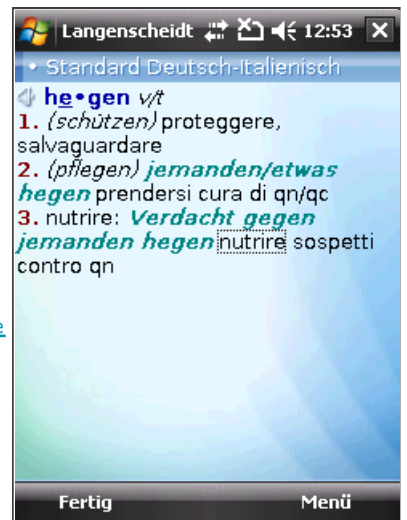 Langenscheidt 12:53
• Standard Deutsch-Italienisch
he•gen v/t
1. (schützen) proteggere,
salvaguardare
2. (pflegen) jemanden/etwas
hegen prendersi cura di qn/qc
3. nutrire: Verdacht gegen
jemanden hegen nutrire sospetti
contro qn
Fertig Menü